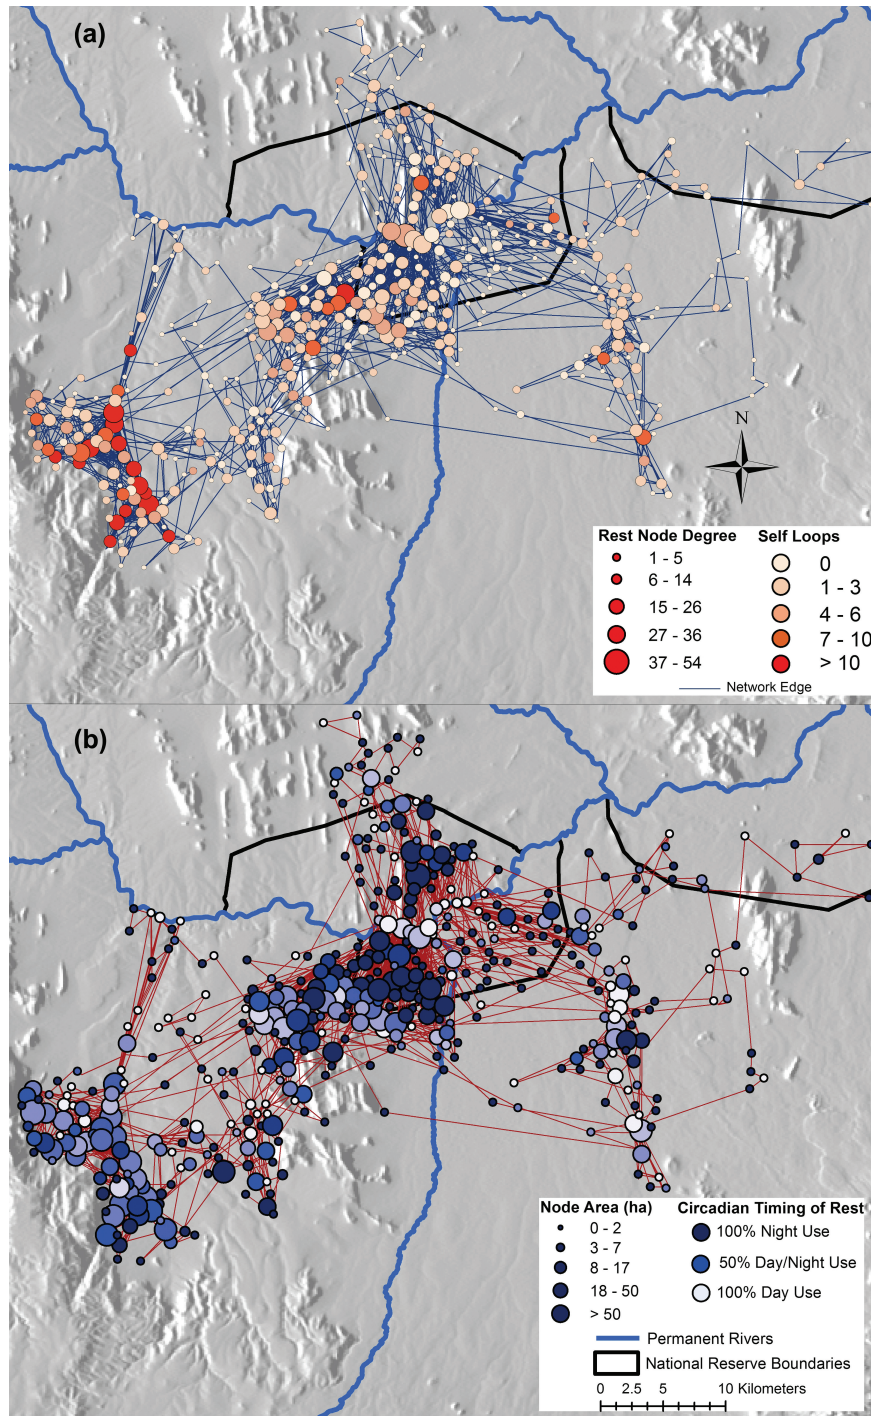 (a)
N
Rest Node Degree
1 - 5
6 - 14
15 - 26
27 - 36
37 - 54
Self Loops
0
1 - 3
4 - 6
7 - 10
> 10
Network Edge
(b)
Node Area (ha)
0 - 2
3 - 7
8 - 17
18 - 50
> 50
Circadian Timing of Rest
100% Night Use
50% Day/Night Use
100% Day Use
Permanent Rivers
National Reserve Boundaries
0 2.5 5 10 Kilometers